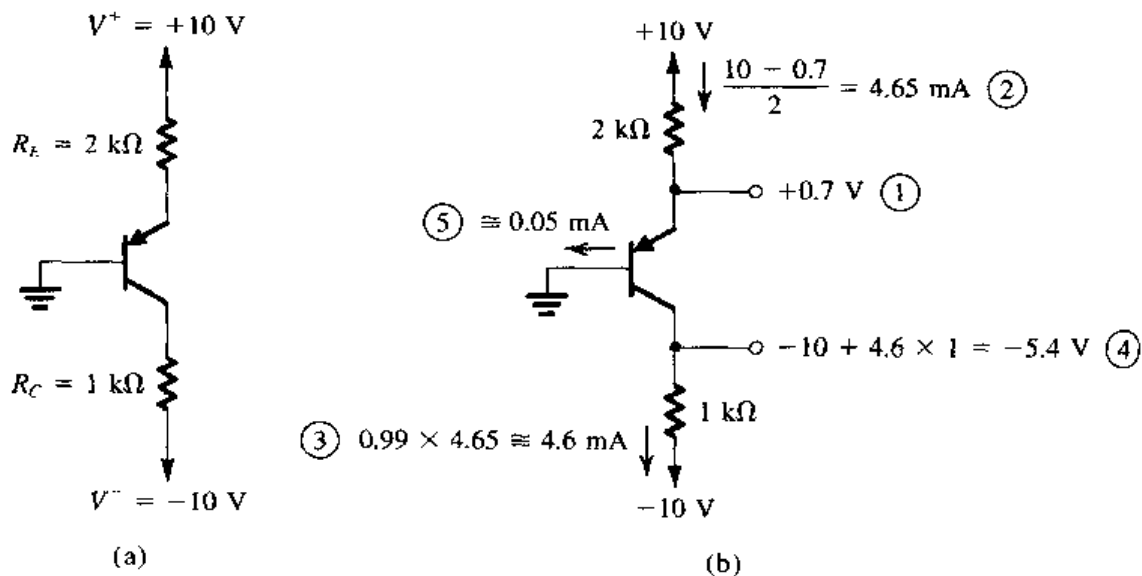 V⁺ = +10 V
R_E = 2 kΩ
R_C = 1 kΩ
V⁻ = −10 V
(a)
+10 V
10 − 0.7
2
= 4.65 mA ②
2 kΩ
+0.7 V ①
⑤ ≅ 0.05 mA
−10 + 4.6 × 1 = −5.4 V ④
1 kΩ
③ 0.99 × 4.65 ≅ 4.6 mA
−10 V
(b)